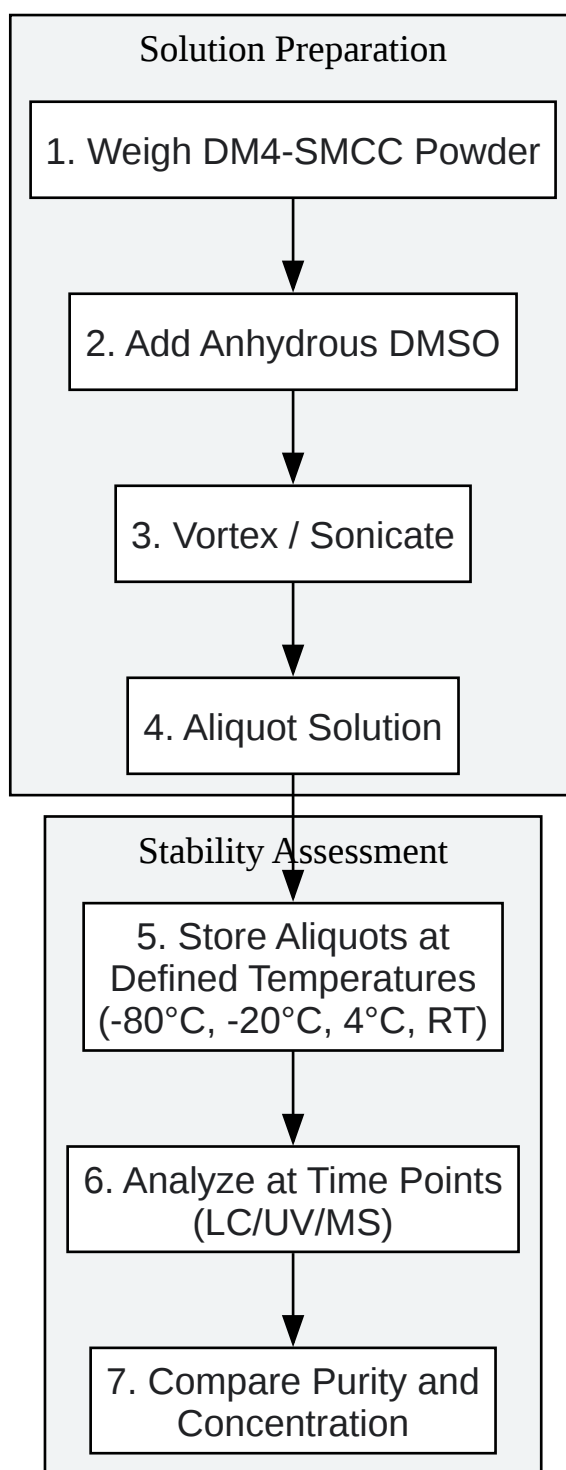 Solution Preparation
1. Weigh DM4-SMCC Powder
2. Add Anhydrous DMSO
3. Vortex / Sonicate
4. Aliquot Solution
Stability Assessment
5. Store Aliquots at
Defined Temperatures
(-80°C, -20°C, 4°C, RT)
6. Analyze at Time Points
(LC/UV/MS)
7. Compare Purity and
Concentration